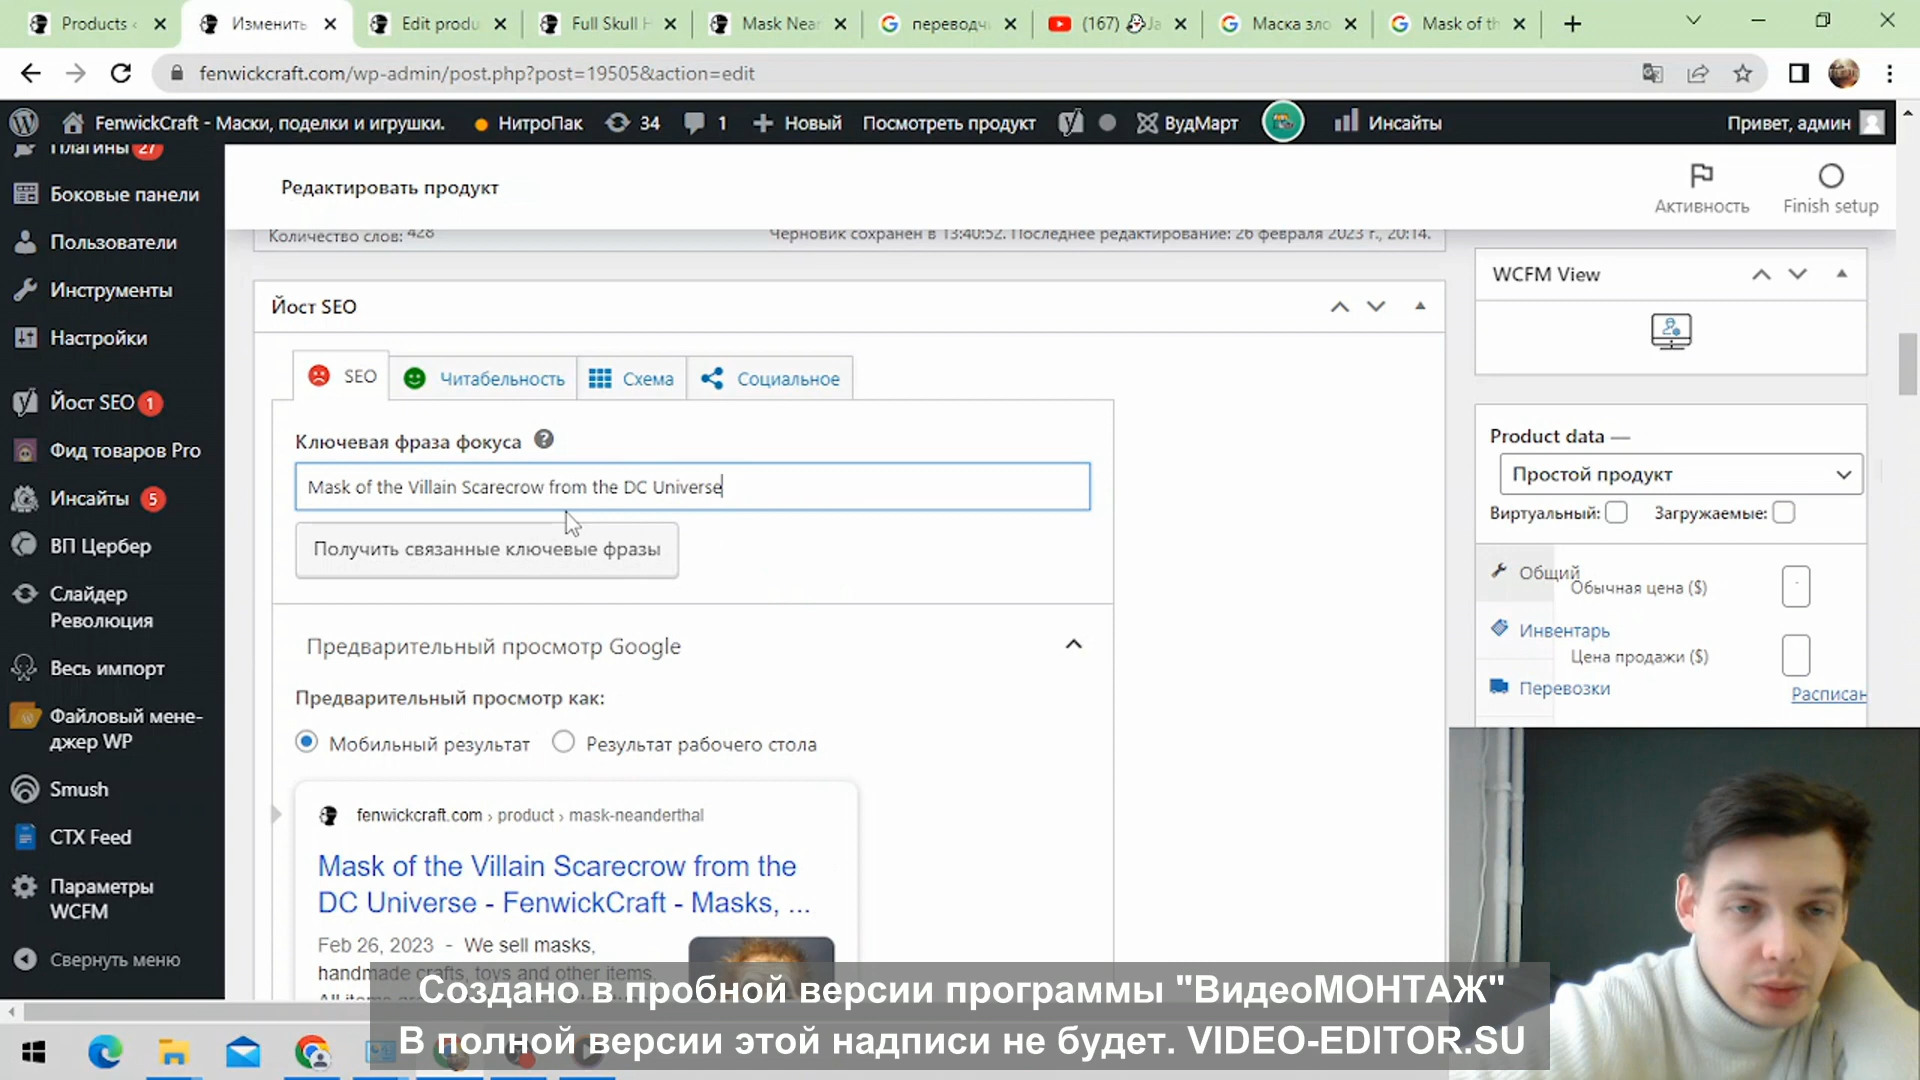 Products
Изменить
Edit produ
Full Skull H
Mask Near
переводч
(167)
Маска зло
Mask of th
fenwickcraft.com/wp-admin/post.php?post=19505&action=edit
FenwickCraft - Маски, поделки и игрушки.
НитроПак
34
1
Новый
Посмотреть продукт
ВудМарт
Инсайты
Привет, админ
Плагины 27
Боковые панели
Пользователи
Инструменты
Настройки
Йост SEO 1
Фид товаров Pro
Инсайты 5
ВП Цербер
Слайдер
Революция
Весь импорт
Файловый мене-
джер WP
Smush
CTX Feed
Параметры
WCFM
Свернуть меню
Редактировать продукт
Активность
Finish setup
Количество слов: 428
Черновик сохранен в 13:40:52. Последнее редактирование: 26 февраля 2023 г., 20:14.
Йост SEO
SEO
Читабельность
Схема
Социальное
Ключевая фраза фокуса
Mask of the Villain Scarecrow from the DC Universe
Получить связанные ключевые фразы
Предварительный просмотр Google
Предварительный просмотр как:
Мобильный результат
Результат рабочего стола
fenwickcraft.com › product › mask-neanderthal
Mask of the Villain Scarecrow from the
DC Universe - FenwickCraft - Masks, ...
Feb 26, 2023 - We sell masks,
handmade crafts, toys and other items.
WCFM View
Product data —
Простой продукт
Виртуальный:
Загружаемые:
Общий
Обычная цена ($)
Инвентарь
Цена продажи ($)
Перевозки
Расписан
Создано в пробной версии программы "ВидеоМОНТАЖ"
В полной версии этой надписи не будет. VIDEO-EDITOR.SU